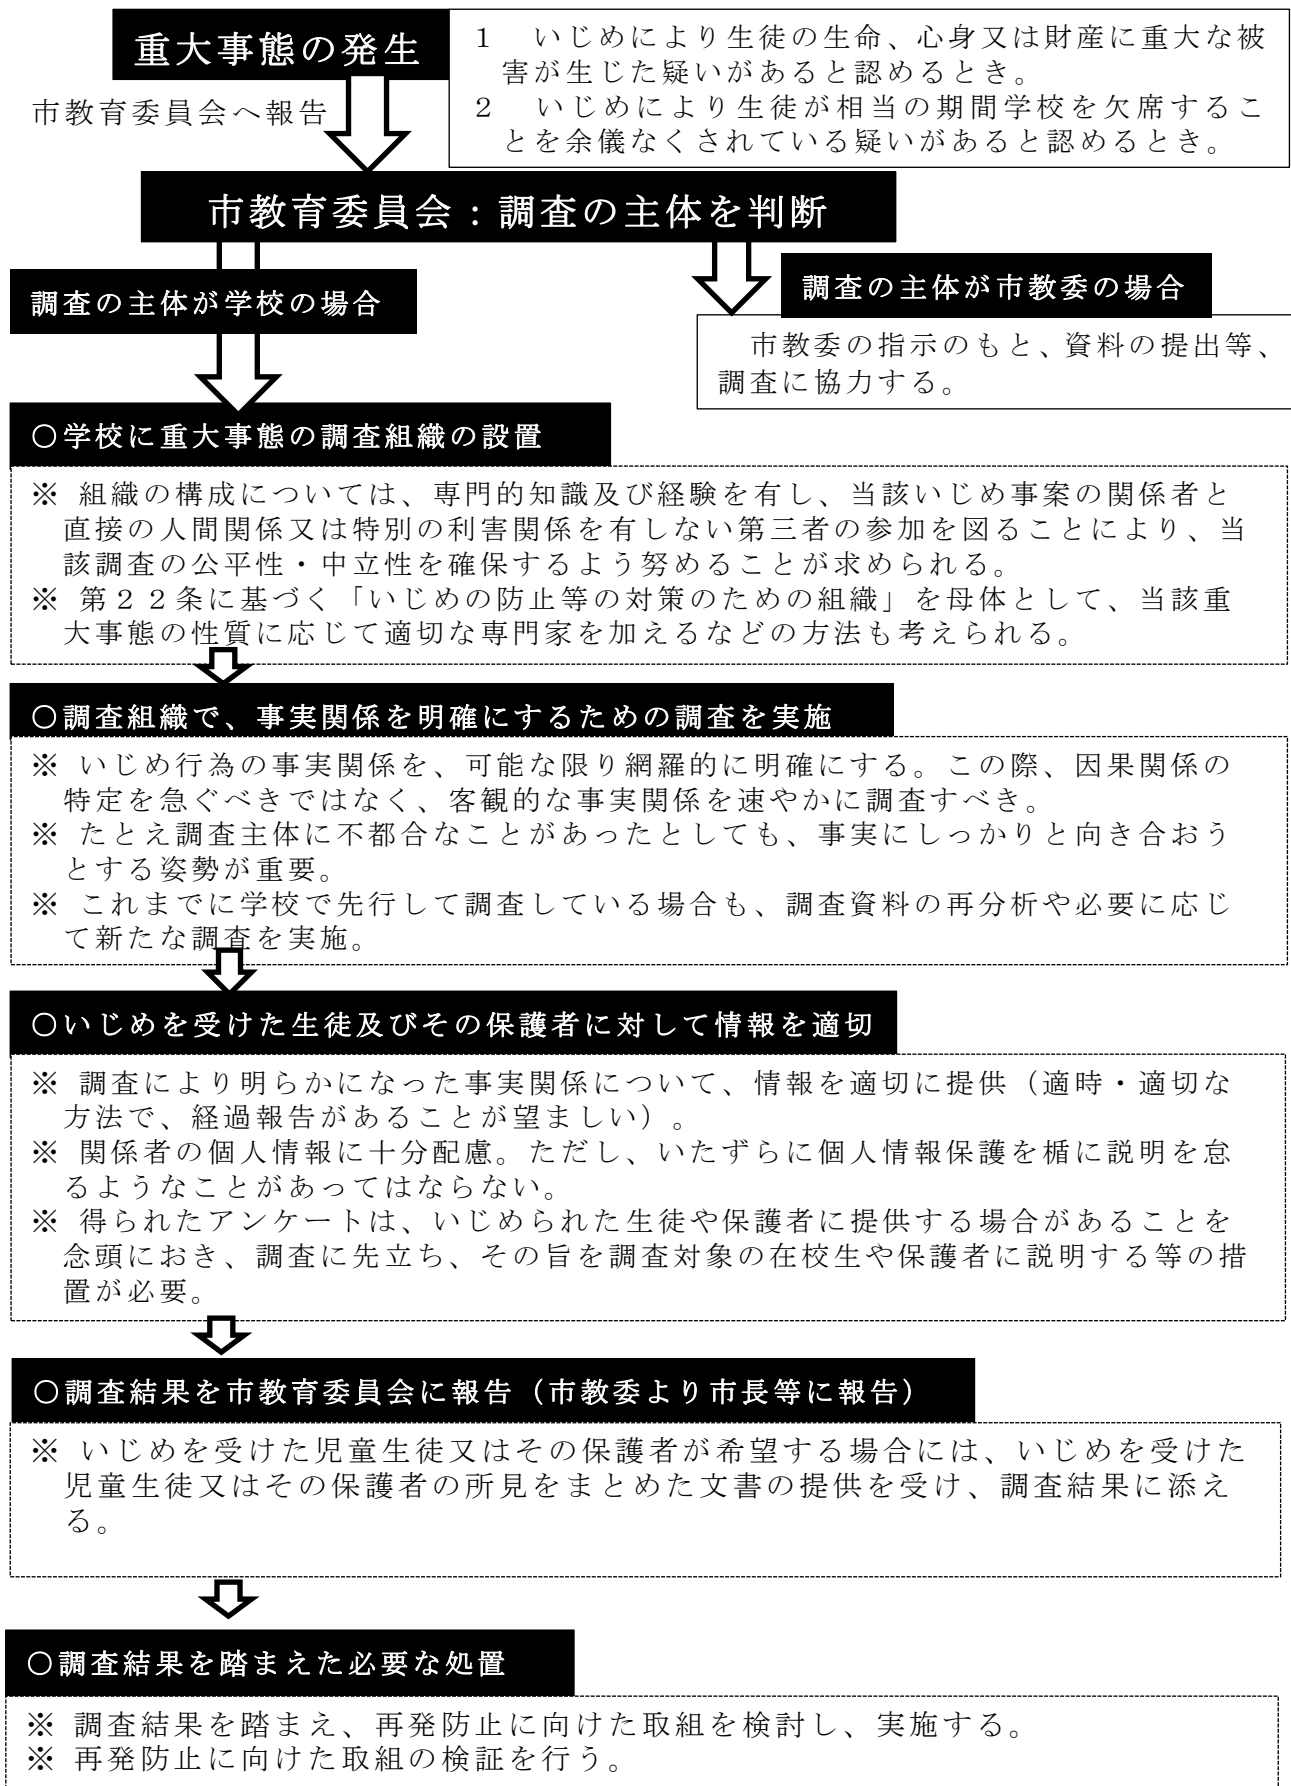 重大事態の発生
1　いじめにより生徒の生命、心身又は財産に重大な被
害が生じた疑いがあると認めるとき。
市教育委員会へ報告
2　いじめにより生徒が相当の期間学校を欠席するこ
とを余儀なくされている疑いがあると認めるとき。
市教育委員会：調査の主体を判断
調査の主体が学校の場合
調査の主体が市教委の場合
市教委の指示のもと、資料の提出等、
調査に協力する。
〇学校に重大事態の調査組織の設置
※ 組織の構成については、専門的知識及び経験を有し、当該いじめ事案の関係者と
直接の人間関係又は特別の利害関係を有しない第三者の参加を図ることにより、当
該調査の公平性・中立性を確保するよう努めることが求められる。
※ 第２２条に基づく「いじめの防止等の対策のための組織」を母体として、当該重
大事態の性質に応じて適切な専門家を加えるなどの方法も考えられる。
〇調査組織で、事実関係を明確にするための調査を実施
※ いじめ行為の事実関係を、可能な限り網羅的に明確にする。この際、因果関係の
特定を急ぐべきではなく、客観的な事実関係を速やかに調査すべき。
※ たとえ調査主体に不都合なことがあったとしても、事実にしっかりと向き合おう
とする姿勢が重要。
※ これまでに学校で先行して調査している場合も、調査資料の再分析や必要に応じ
て新たな調査を実施。
〇いじめを受けた生徒及びその保護者に対して情報を適切
※ 調査により明らかになった事実関係について、情報を適切に提供（適時・適切な
方法で、経過報告があることが望ましい）。
※ 関係者の個人情報に十分配慮。ただし、いたずらに個人情報保護を楯に説明を怠
るようなことがあってはならない。
※ 得られたアンケートは、いじめられた生徒や保護者に提供する場合があることを
念頭におき、調査に先立ち、その旨を調査対象の在校生や保護者に説明する等の措
置が必要。
〇調査結果を市教育委員会に報告（市教委より市長等に報告）
※ いじめを受けた児童生徒又はその保護者が希望する場合には、いじめを受けた
児童生徒又はその保護者の所見をまとめた文書の提供を受け、調査結果に添え
る。
〇調査結果を踏まえた必要な処置
※ 調査結果を踏まえ、再発防止に向けた取組を検討し、実施する。
※ 再発防止に向けた取組の検証を行う。